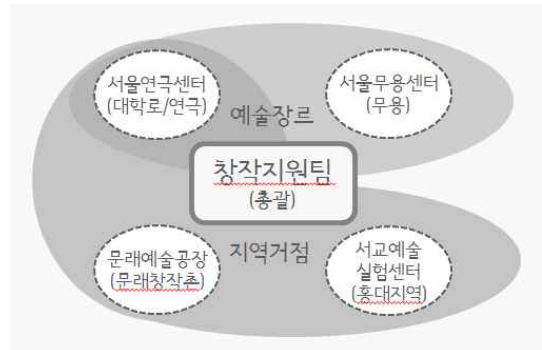 서울연극센터
(대학로/연극)
서울무용센터
(무용)
예술장르
창작지원팀
(총괄)
지역거점
문래예술공장
(문래창작촌)
서교예술
실험센터
(홍대지역)